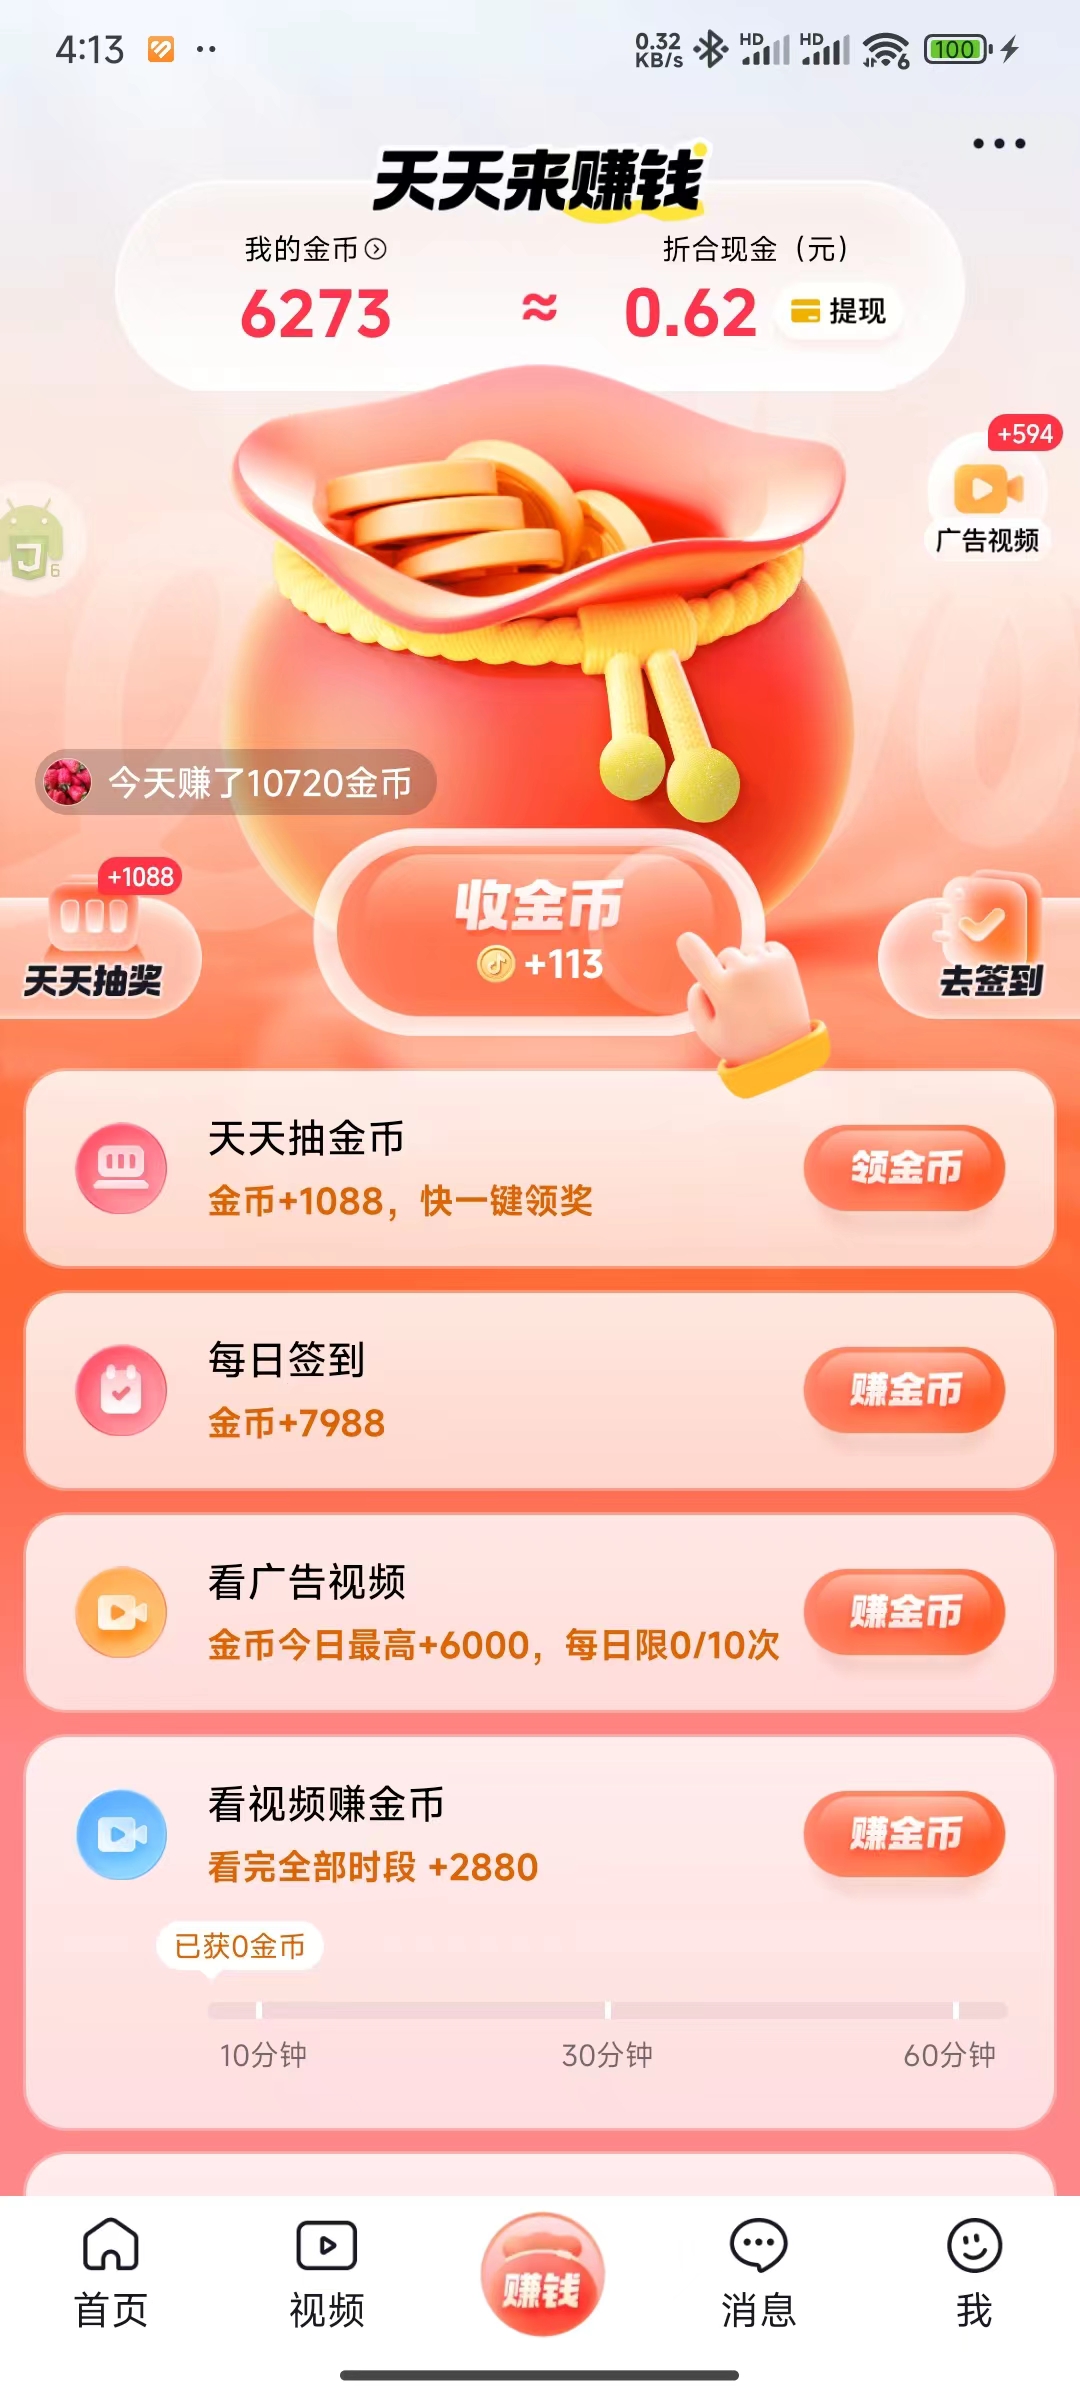 4:13
0.32
KB/s
HD
HD
6
100
天天来赚钱
我的金币
折合现金（元）
6273
≈
0.62
提现
+594
广告视频
6
今天赚了10720金币
+1088
天天抽奖
收金币
+113
去签到
天天抽金币
金币+1088，快一键领奖
领金币
每日签到
金币+7988
赚金币
看广告视频
金币今日最高+6000，每日限0/10次
赚金币
看视频赚金币
看完全部时段 +2880
赚金币
已获0金币
10分钟
30分钟
60分钟
首页
视频
赚钱
消息
我